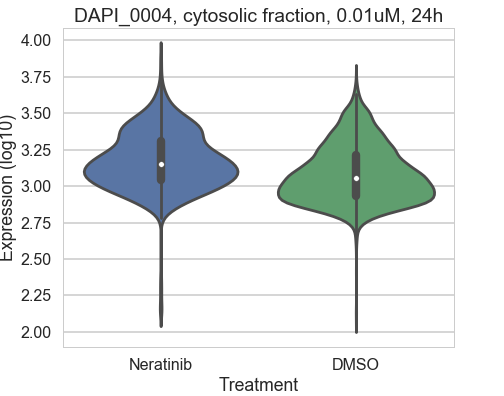 DAPI_0004, cytosolic fraction, 0.01uM, 24h
Expression (log10)
4.00
3.75
3.50
3.25
3.00
2.75
2.50
2.25
2.00
Neratinib DMSO
Treatment